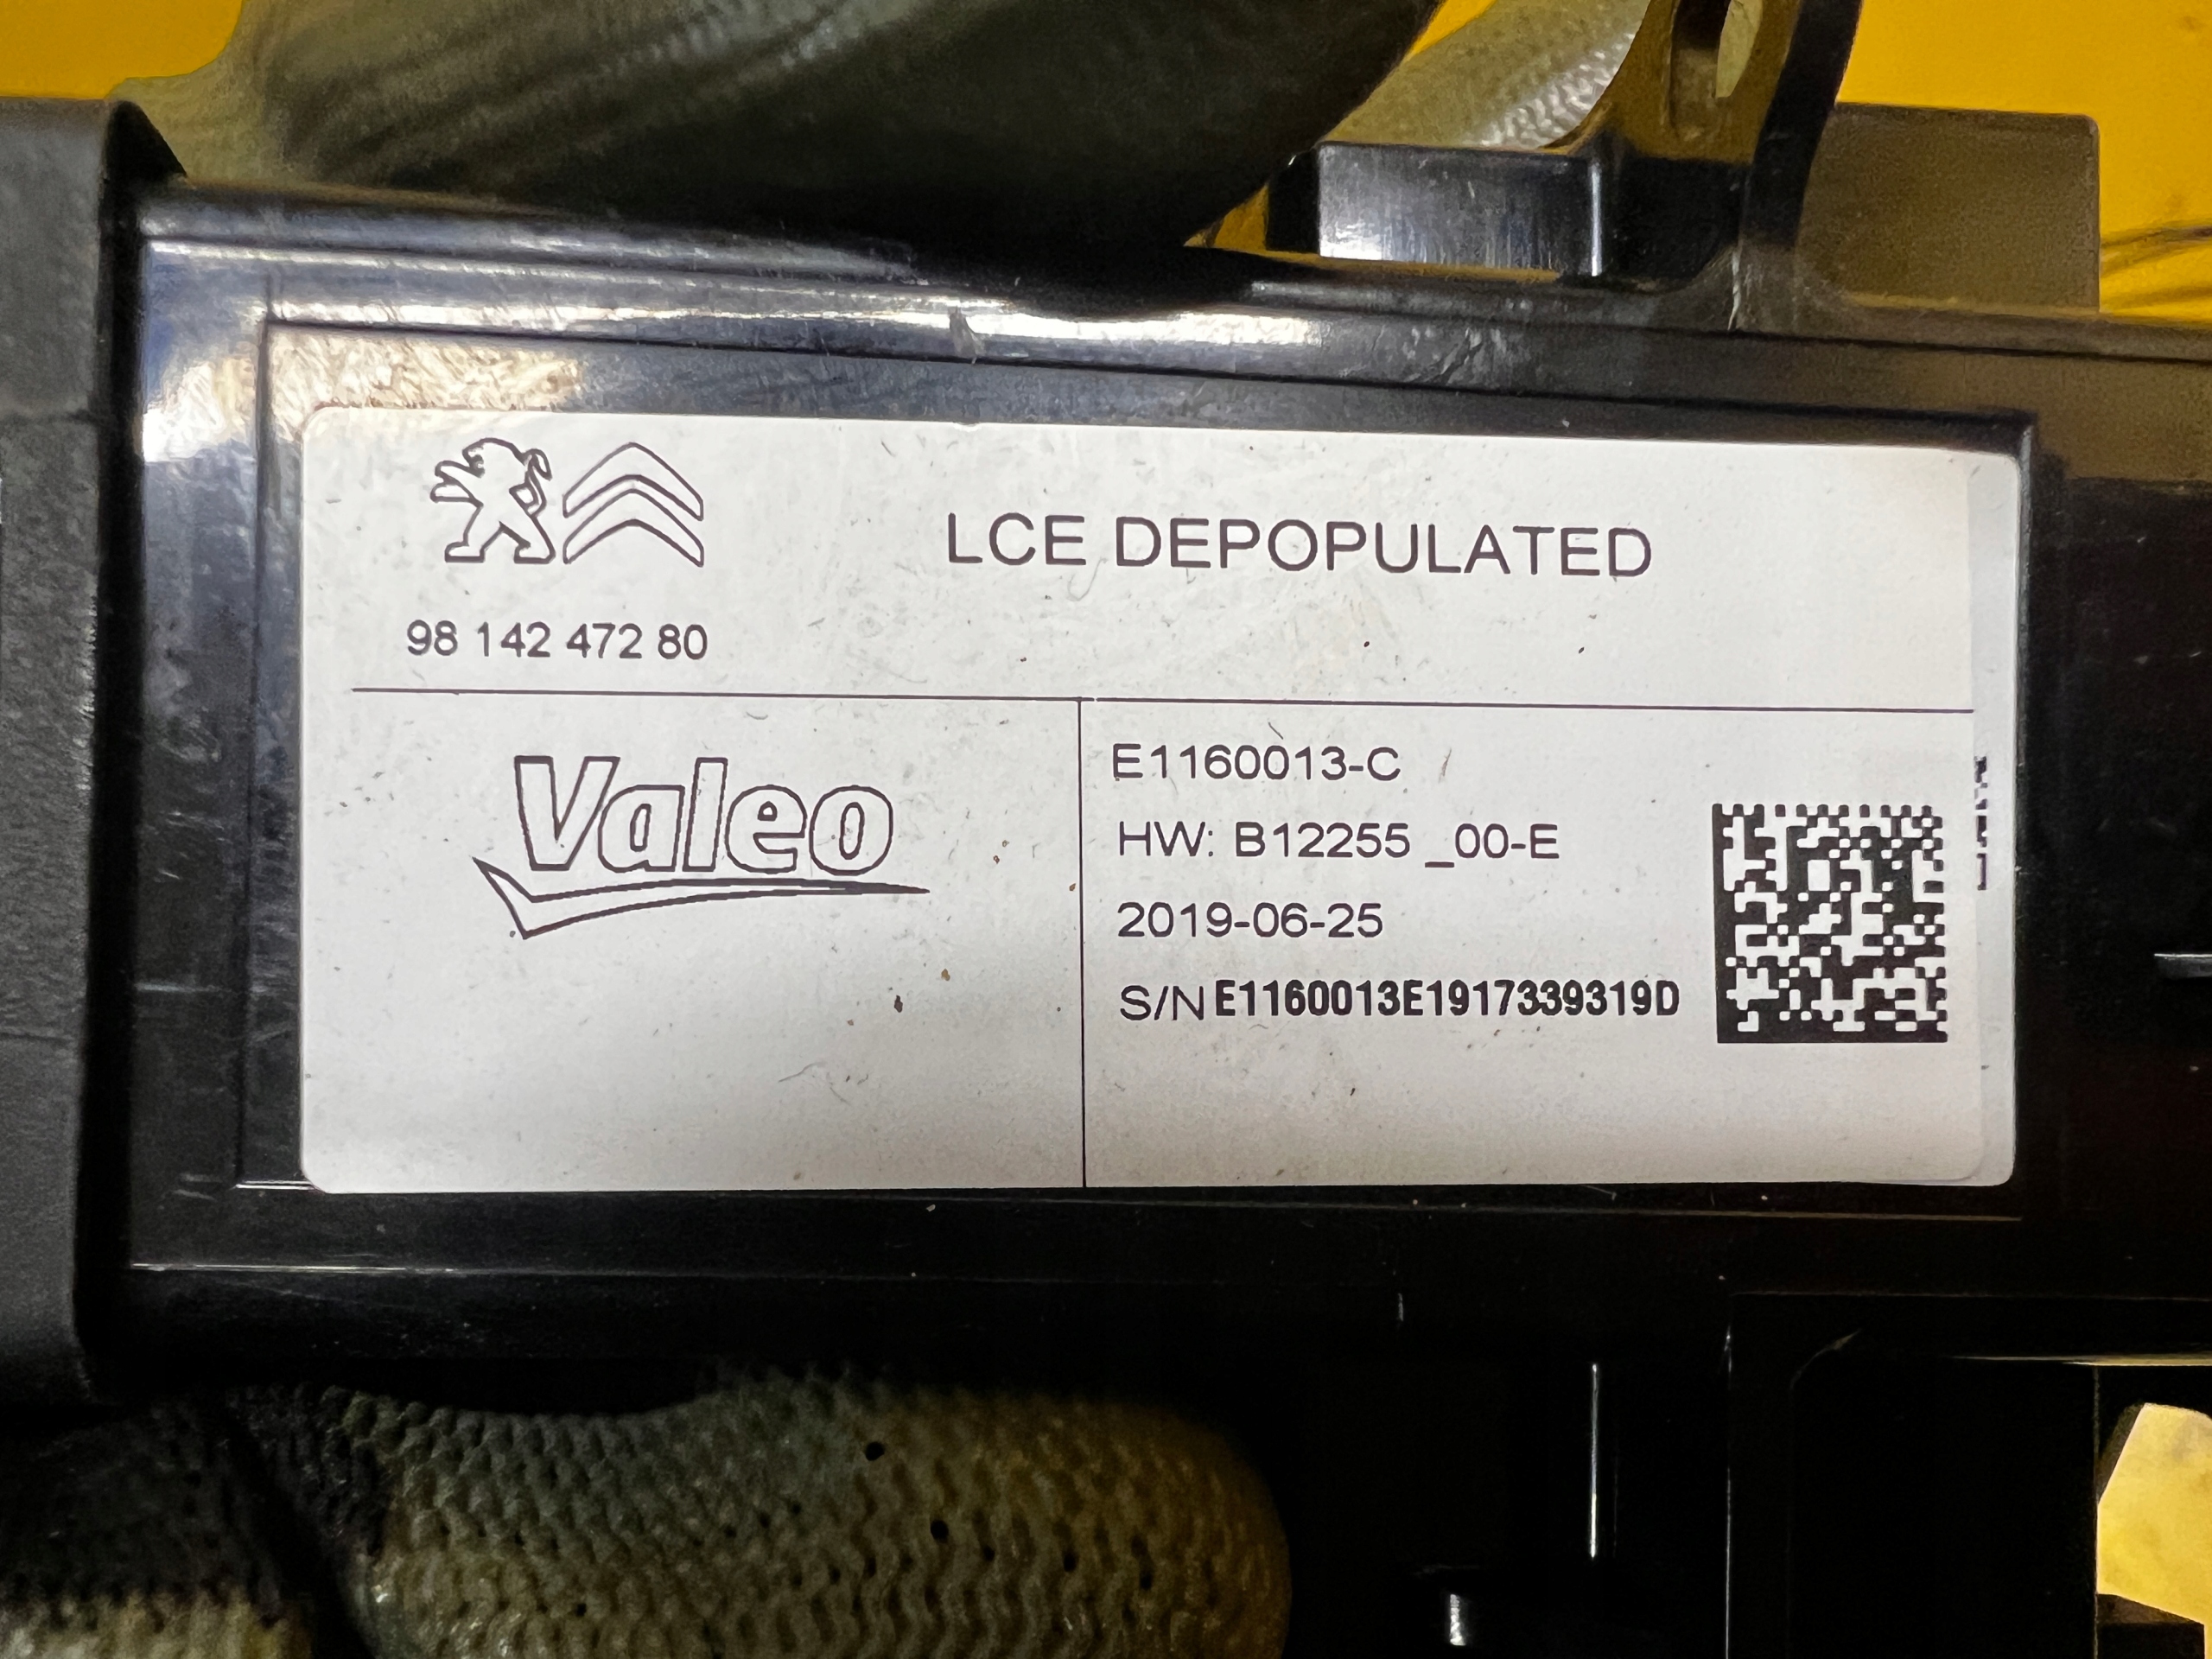 LCE DEPOPULATED
98 142 472 80
Valeo
E1160013-C
HW: B12255 _00-E
2019-06-25
S/N E1160013E1917339319D